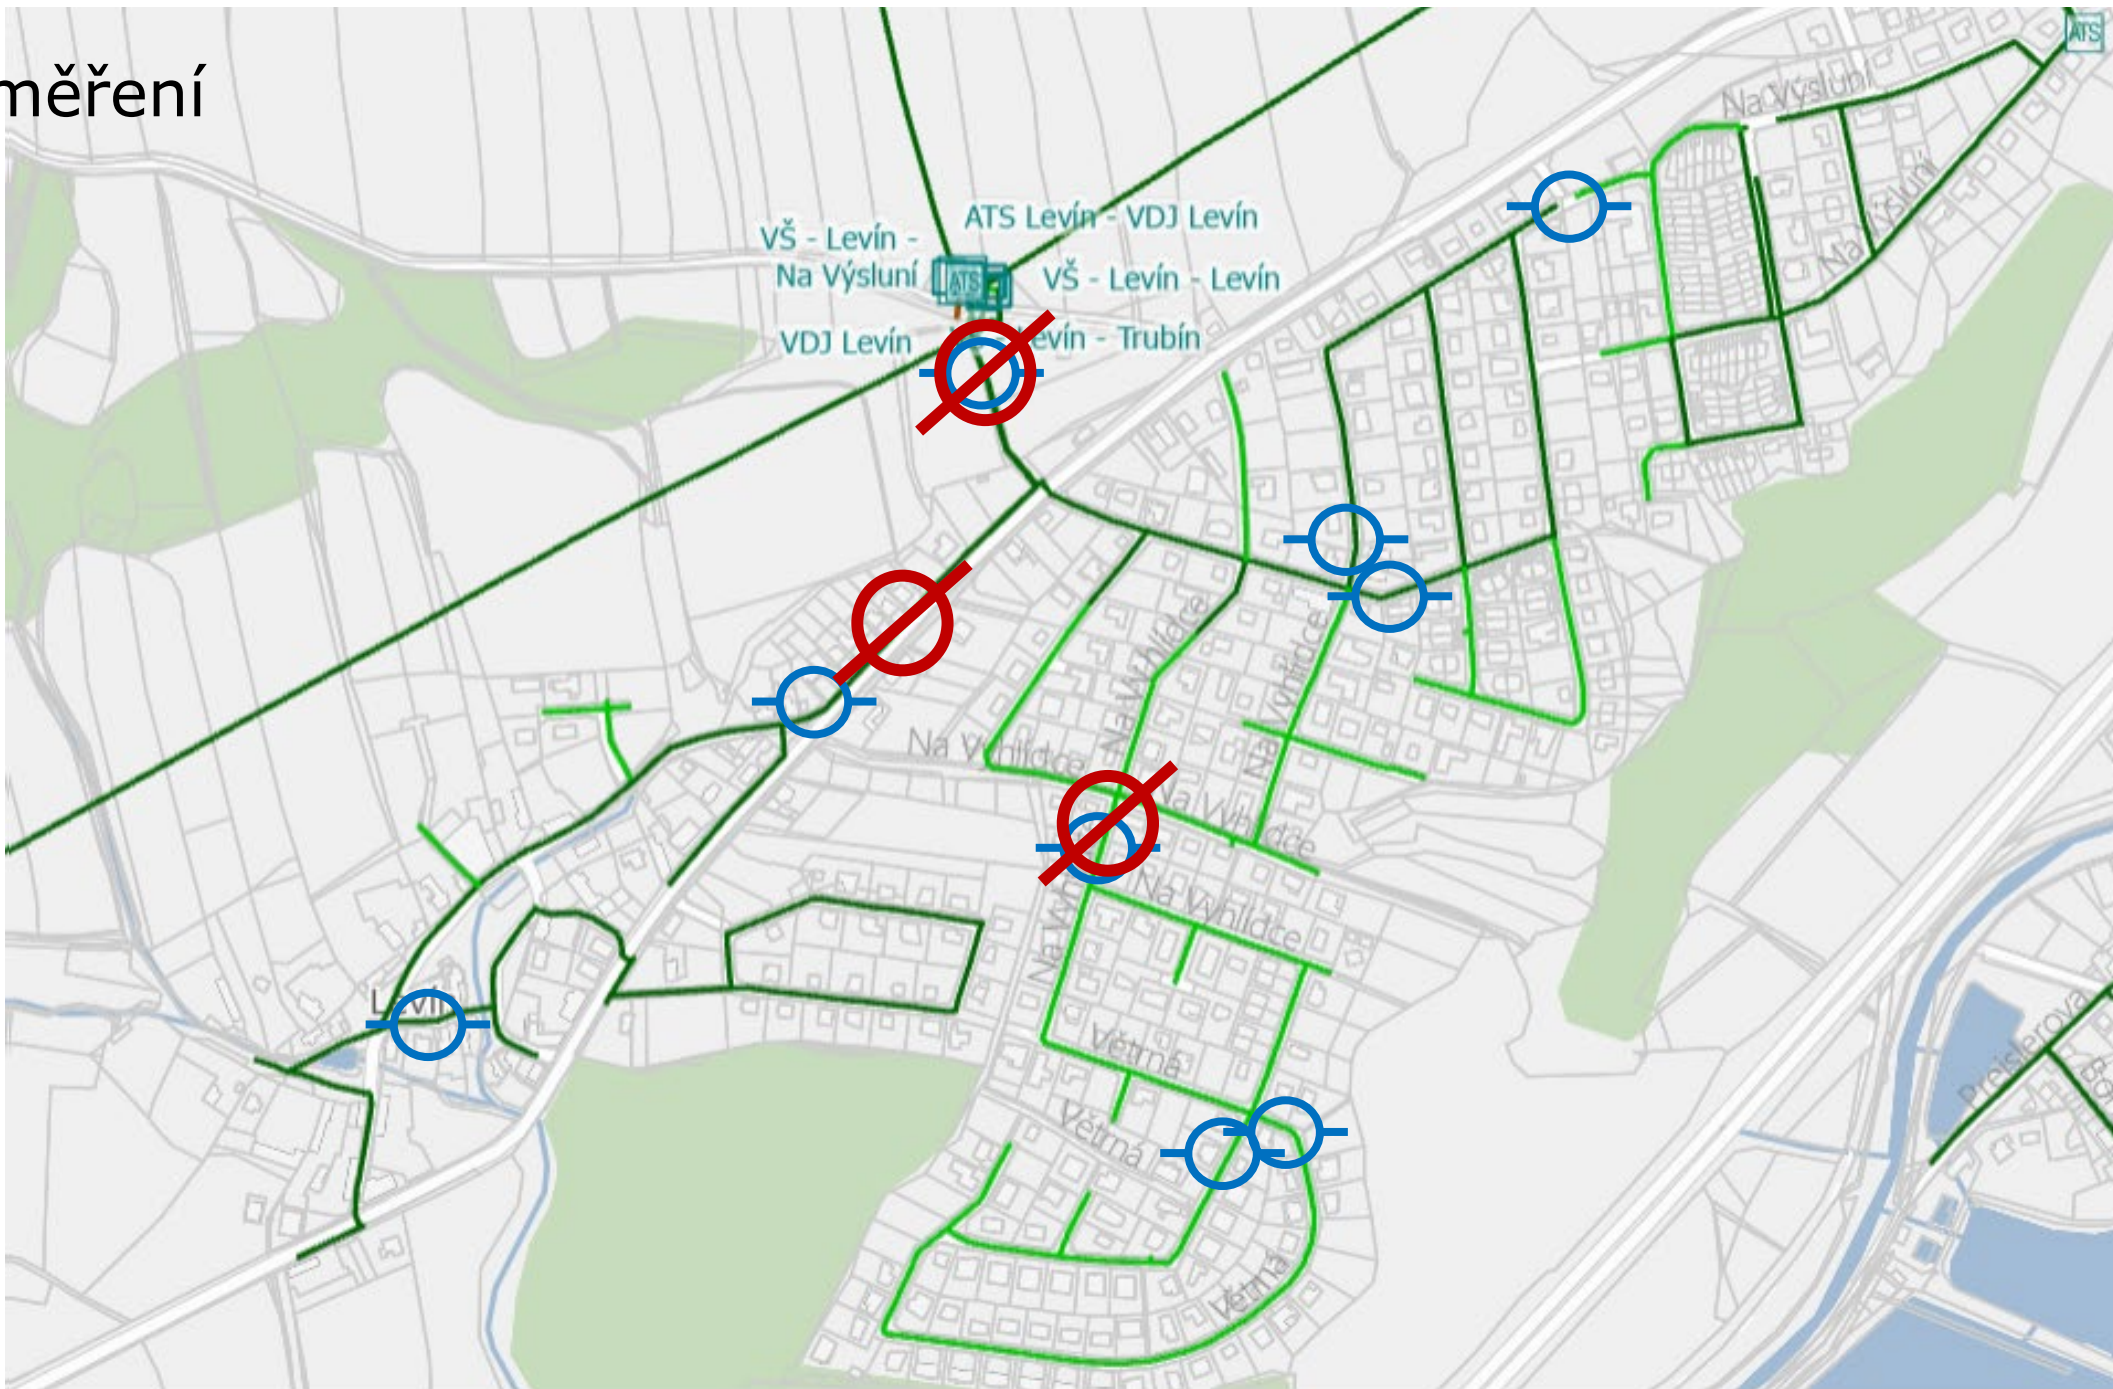 měření
ATS
Na Výsluní
Na Výsluní
ATS Levín - VDJ Levín
VŠ - Levín -
Na Výsluní
ATS
VŠ - Levín - Levín
VDJ Levín
Levín - Trubín
Na Vyhlídce
Na Vyhlídce
Na Vyhlídce
Na Vyhlídce
Na Vyhlídce
Levín
Větrná
Větrná
Větrná
Preislerova